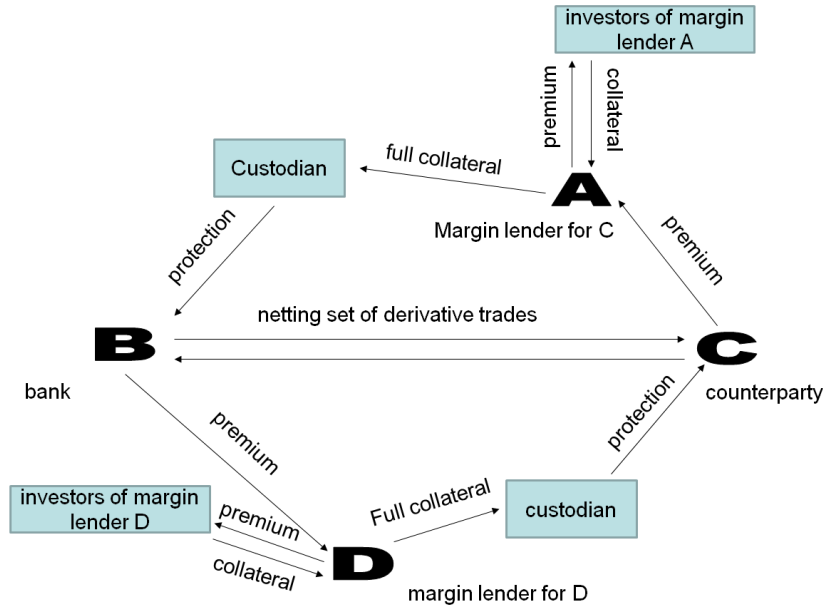 investors of margin
lender A
premium
collateral
full collateral
Custodian
A
Margin lender for C
protection
premium
netting set of derivative trades
B
C
bank
counterparty
premium
protection
investors of margin
lender D
premium
collateral
Full collateral
custodian
D
margin lender for D